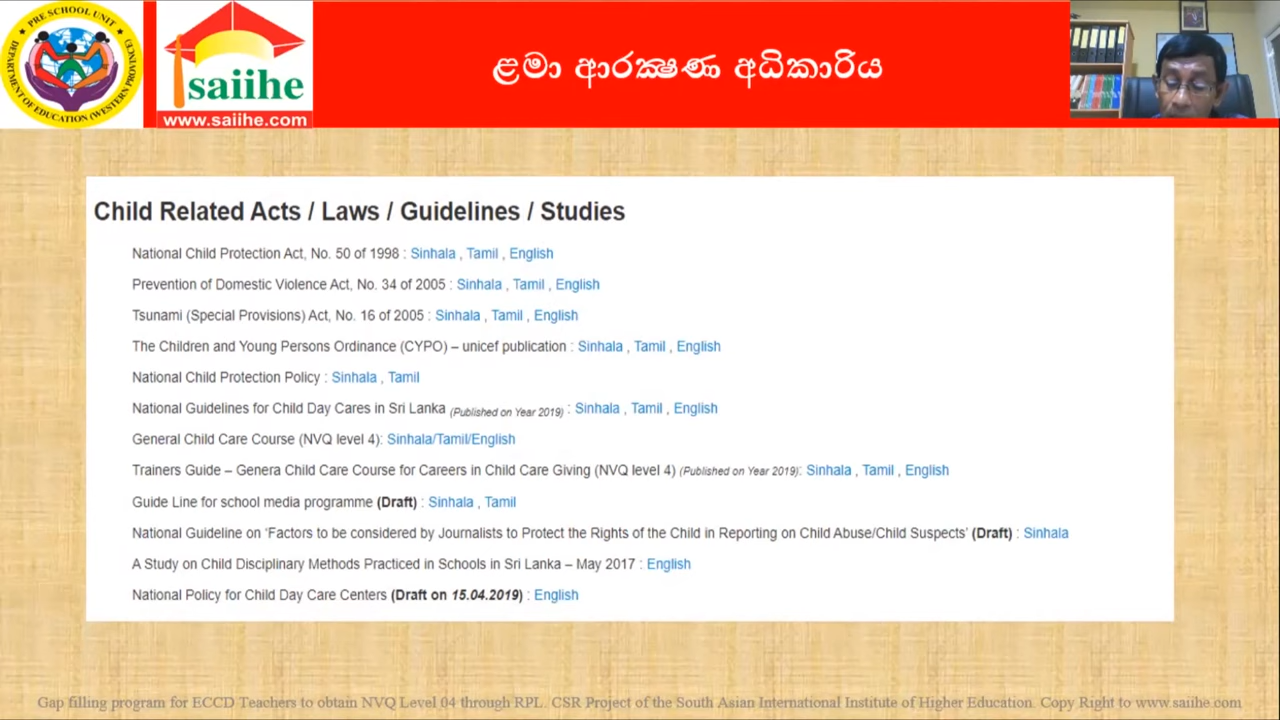 PRE SCHOOL UNIT
DEPARTMENT OF EDUCATION (WESTERN PROVINCE)
saiihe
www.saiihe.com
ළමා ආරක්ෂණ අධිකාරිය
Child Related Acts / Laws / Guidelines / Studies
National Child Protection Act, No. 50 of 1998 : Sinhala , Tamil , English
Prevention of Domestic Violence Act, No. 34 of 2005 : Sinhala , Tamil , English
Tsunami (Special Provisions) Act, No. 16 of 2005 : Sinhala , Tamil , English
The Children and Young Persons Ordinance (CYPO) – unicef publication : Sinhala , Tamil , English
National Child Protection Policy : Sinhala , Tamil
National Guidelines for Child Day Cares in Sri Lanka (Published on Year 2019) : Sinhala , Tamil , English
General Child Care Course (NVQ level 4): Sinhala/Tamil/English
Trainers Guide – Genera Child Care Course for Careers in Child Care Giving (NVQ level 4) (Published on Year 2019): Sinhala , Tamil , English
Guide Line for school media programme (Draft) : Sinhala , Tamil
National Guideline on ‘Factors to be considered by Journalists to Protect the Rights of the Child in Reporting on Child Abuse/Child Suspects’ (Draft) : Sinhala
A Study on Child Disciplinary Methods Practiced in Schools in Sri Lanka – May 2017 : English
National Policy for Child Day Care Centers (Draft on 15.04.2019) : English
Gap filling program for ECCD Teachers to obtain NVQ Level 04 through RPL. CSR Project of the South Asian International Institute of Higher Education. Copy Right to www.saiihe.com